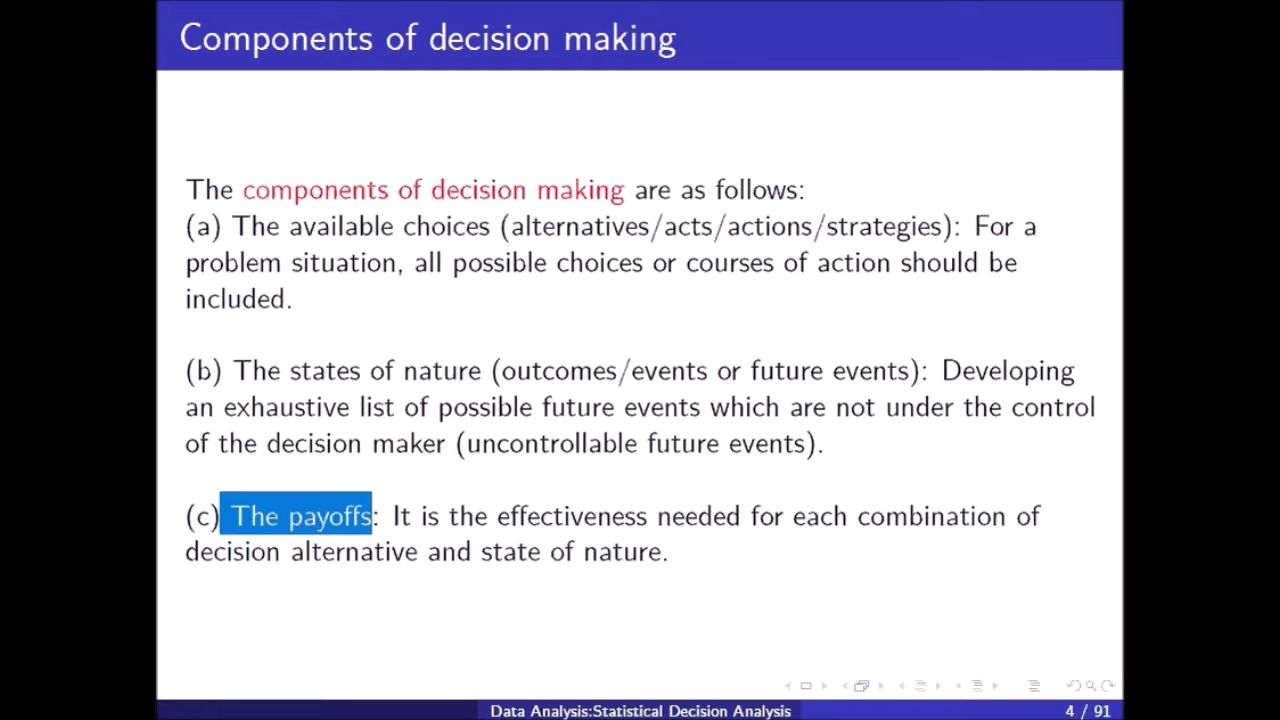 Components of decision making
The components of decision making are as follows:
(a) The available choices (alternatives/acts/actions/strategies): For a
problem situation, all possible choices or courses of action should be
included.
(b) The states of nature (outcomes/events or future events): Developing
an exhaustive list of possible future events which are not under the control
of the decision maker (uncontrollable future events).
(c) The payoffs: It is the effectiveness needed for each combination of
decision alternative and state of nature.
Data Analysis:Statistical Decision Analysis
4 / 91